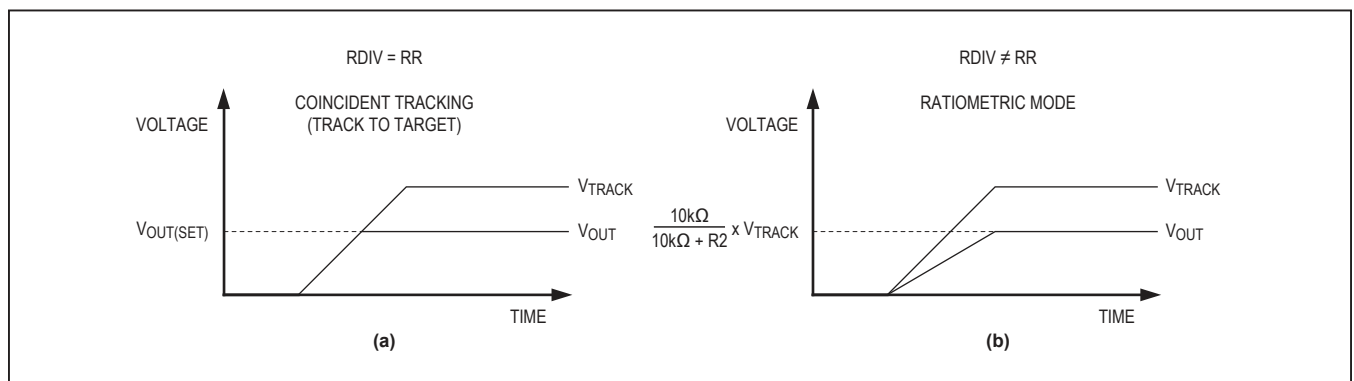 RDIV = RR
COINCIDENT TRACKING
(TRACK TO TARGET)
VOLTAGE
VTRACK
VOUT(SET)
VOUT
TIME
(a)
RDIV ≠ RR
RATIOMETRIC MODE
VOLTAGE
VTRACK
10kΩ
10kΩ + R2
x VTRACK
VOUT
TIME
(b)